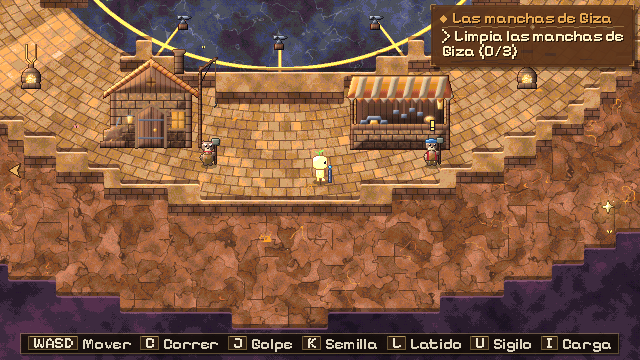 Las manchas de Giza
Limpia las manchas de
Giza (0/3)
WASD Mover C Correr J Golpe K Semilla L Latido U Sigilo I Carga